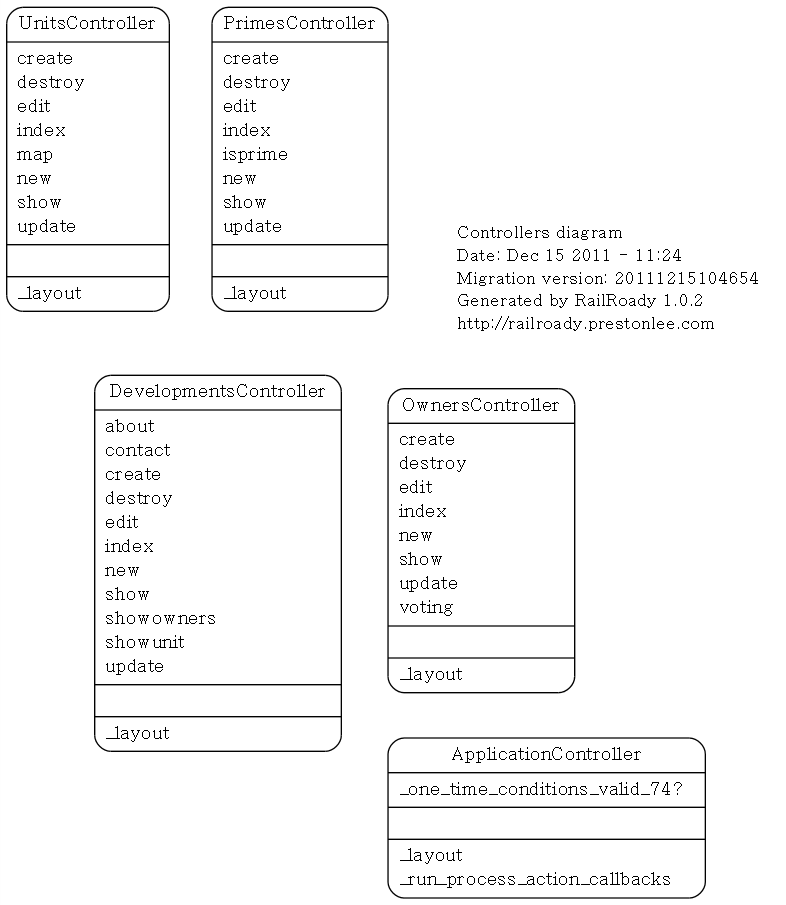 UnitsController
create
destroy
edit
index
map
new
show
update
_layout
PrimesController
create
destroy
edit
index
isprime
new
show
update
_layout
Controllers diagram
Date: Dec 15 2011 - 11:24
Migration version: 20111215104654
Generated by RailRoady 1.0.2
http://railroady.prestonlee.com
DevelopmentsController
about
contact
create
destroy
edit
index
new
show
showowners
showunit
update
_layout
OwnersController
create
destroy
edit
index
new
show
update
voting
_layout
ApplicationController
_one_time_conditions_valid_74?
_layout
_run_process_action_callbacks